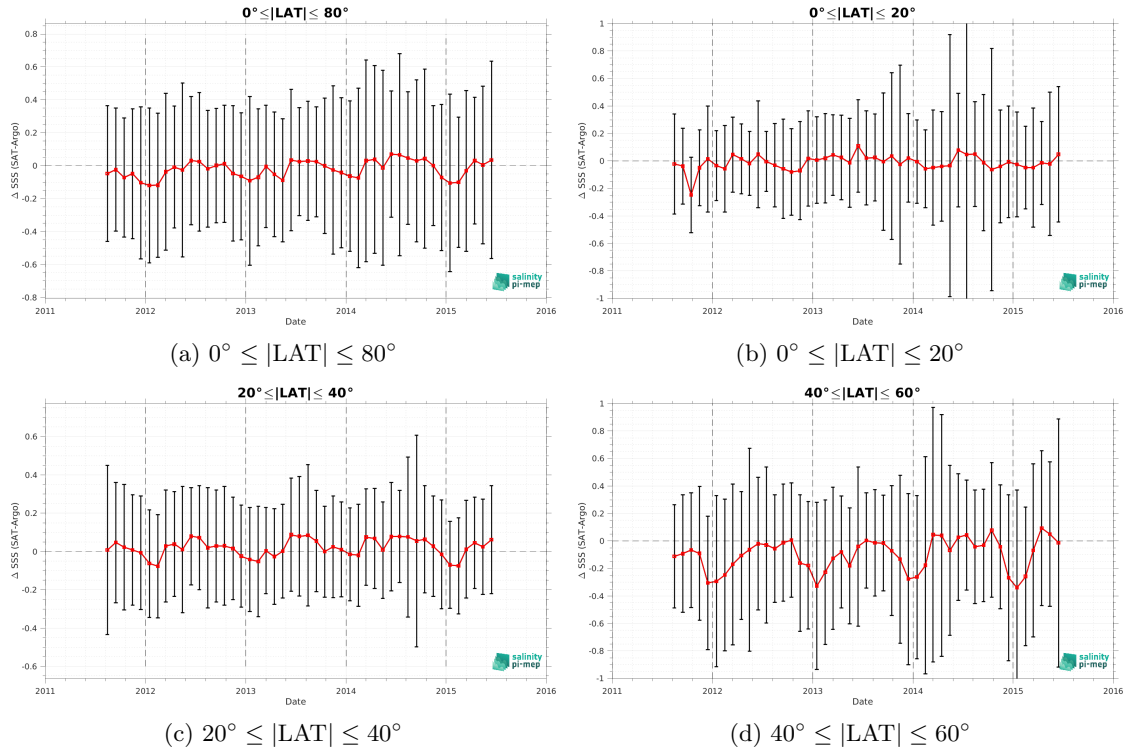 0°≤|LAT|≤ 80°
0.8
0.6
0.4
0.2
0
-0.2
-0.4
-0.6
-0.8
Δ SSS (SAT-Argo)
2011 2012 2013 2014 2015 2016
Date
salinity
pi-mep
(a) 0° ≤ |LAT| ≤ 80°
0°≤|LAT|≤ 20°
1
0.8
0.6
0.4
0.2
0
-0.2
-0.4
-0.6
-0.8
-1
Δ SSS (SAT-Argo)
2011 2012 2013 2014 2015 2016
Date
salinity
pi-mep
(b) 0° ≤ |LAT| ≤ 20°
20°≤|LAT|≤ 40°
0.6
0.4
0.2
0
-0.2
-0.4
-0.6
Δ SSS (SAT-Argo)
2011 2012 2013 2014 2015 2016
Date
salinity
pi-mep
(c) 20° ≤ |LAT| ≤ 40°
40°≤|LAT|≤ 60°
1
0.8
0.6
0.4
0.2
0
-0.2
-0.4
-0.6
-0.8
-1
Δ SSS (SAT-Argo)
2011 2012 2013 2014 2015 2016
Date
salinity
pi-mep
(d) 40° ≤ |LAT| ≤ 60°